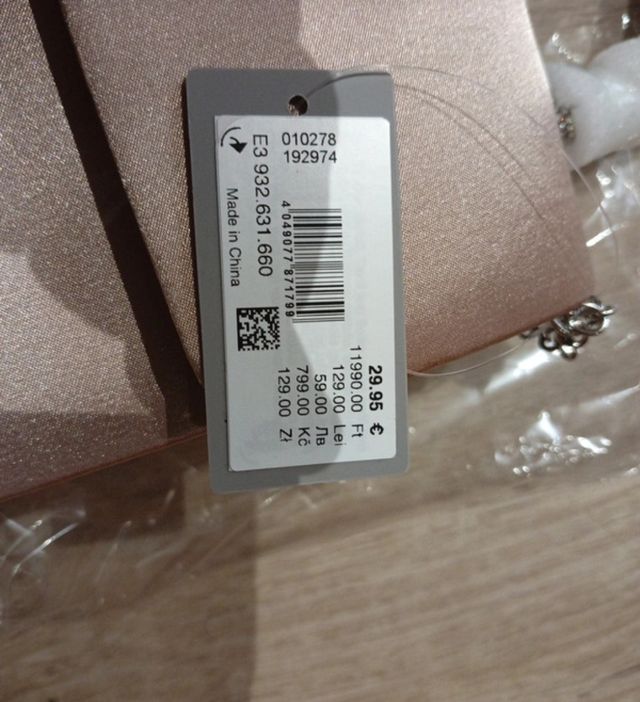 010278
192974
E3 932.631.660
Made in China
4 049077 871799
29.95 €
11990.00 Ft
129.00 Lei
59.00 Лв
799.00 Kč
129.00 Zł